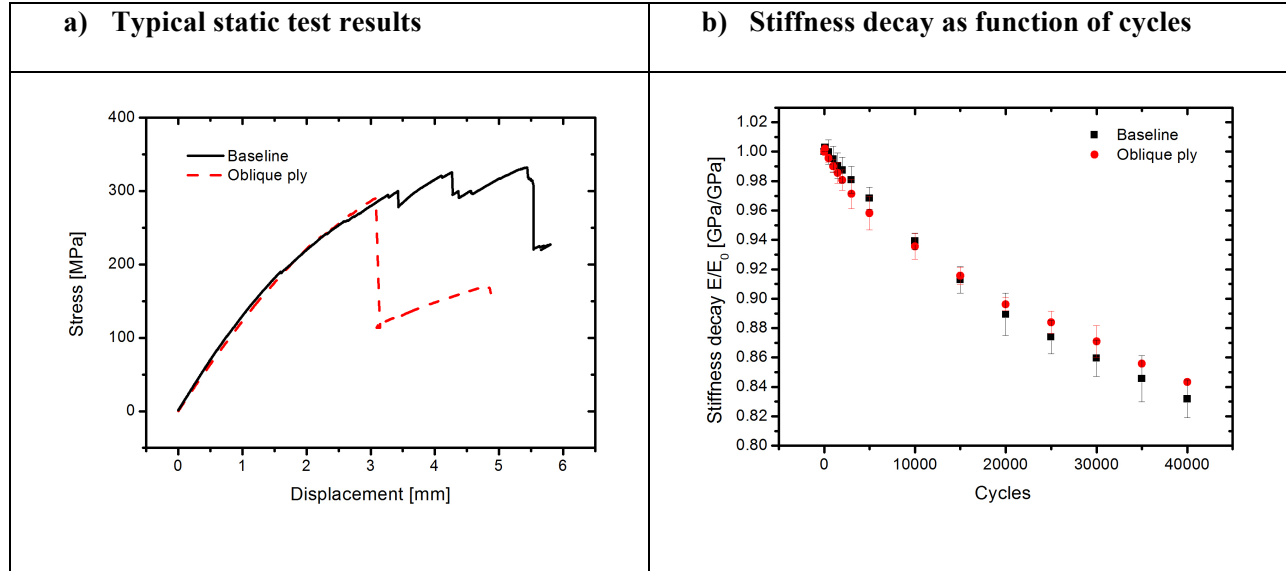 a) Typical static test results
b) Stiffness decay as function of cycles
400
300
200
100
0
Stress [MPa]
Baseline
Oblique ply
0 1 2 3 4 5 6
Displacement [mm]
1.02
1.00
0.98
0.96
0.94
0.92
0.90
0.88
0.86
0.84
0.82
0.80
Stiffness decay E/E₀ [GPa/GPa]
Baseline
Oblique ply
0 10000 20000 30000 40000
Cycles